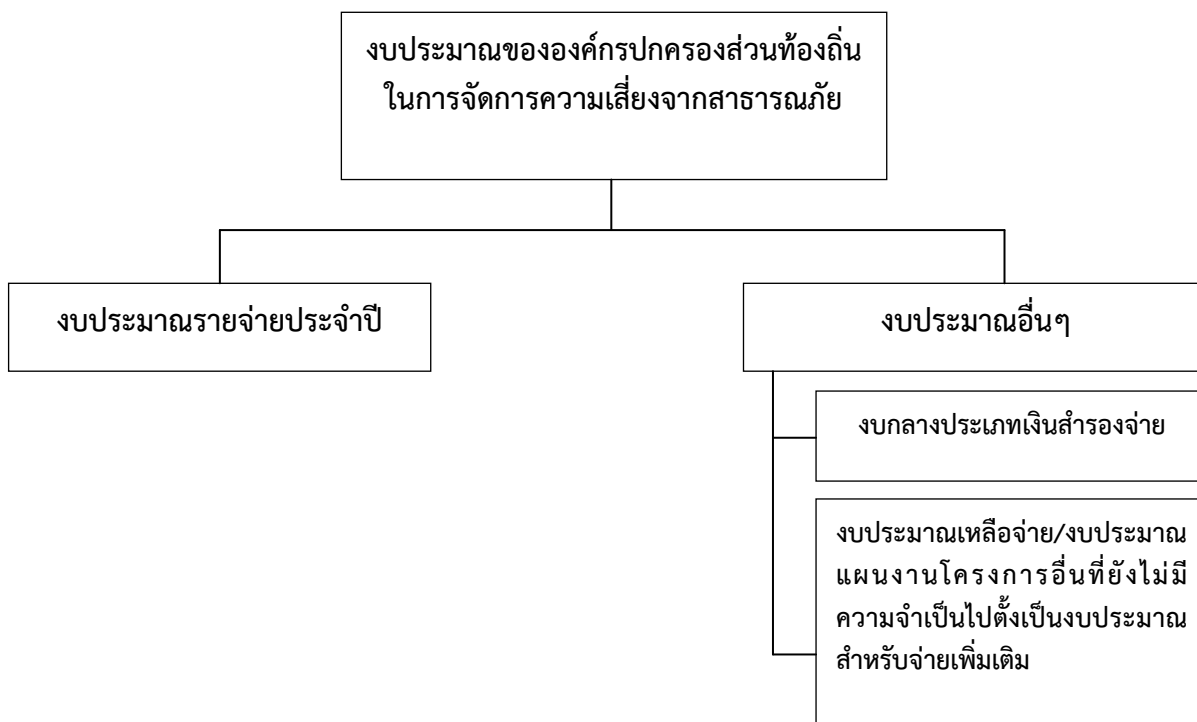 งบประมาณขององค์กรปกครองส่วนท้องถิ่น
ในการจัดการความเสี่ยงจากสาธารณภัย
งบประมาณรายจ่ายประจำปี
งบประมาณอื่นๆ
งบกลางประเภทเงินสำรองจ่าย
งบประมาณเหลือจ่าย/งบประมาณ
แผนงานโครงการอื่นที่ยังไม่มี
ความจำเป็นไปตั้งเป็นงบประมาณ
สำหรับจ่ายเพิ่มเติม